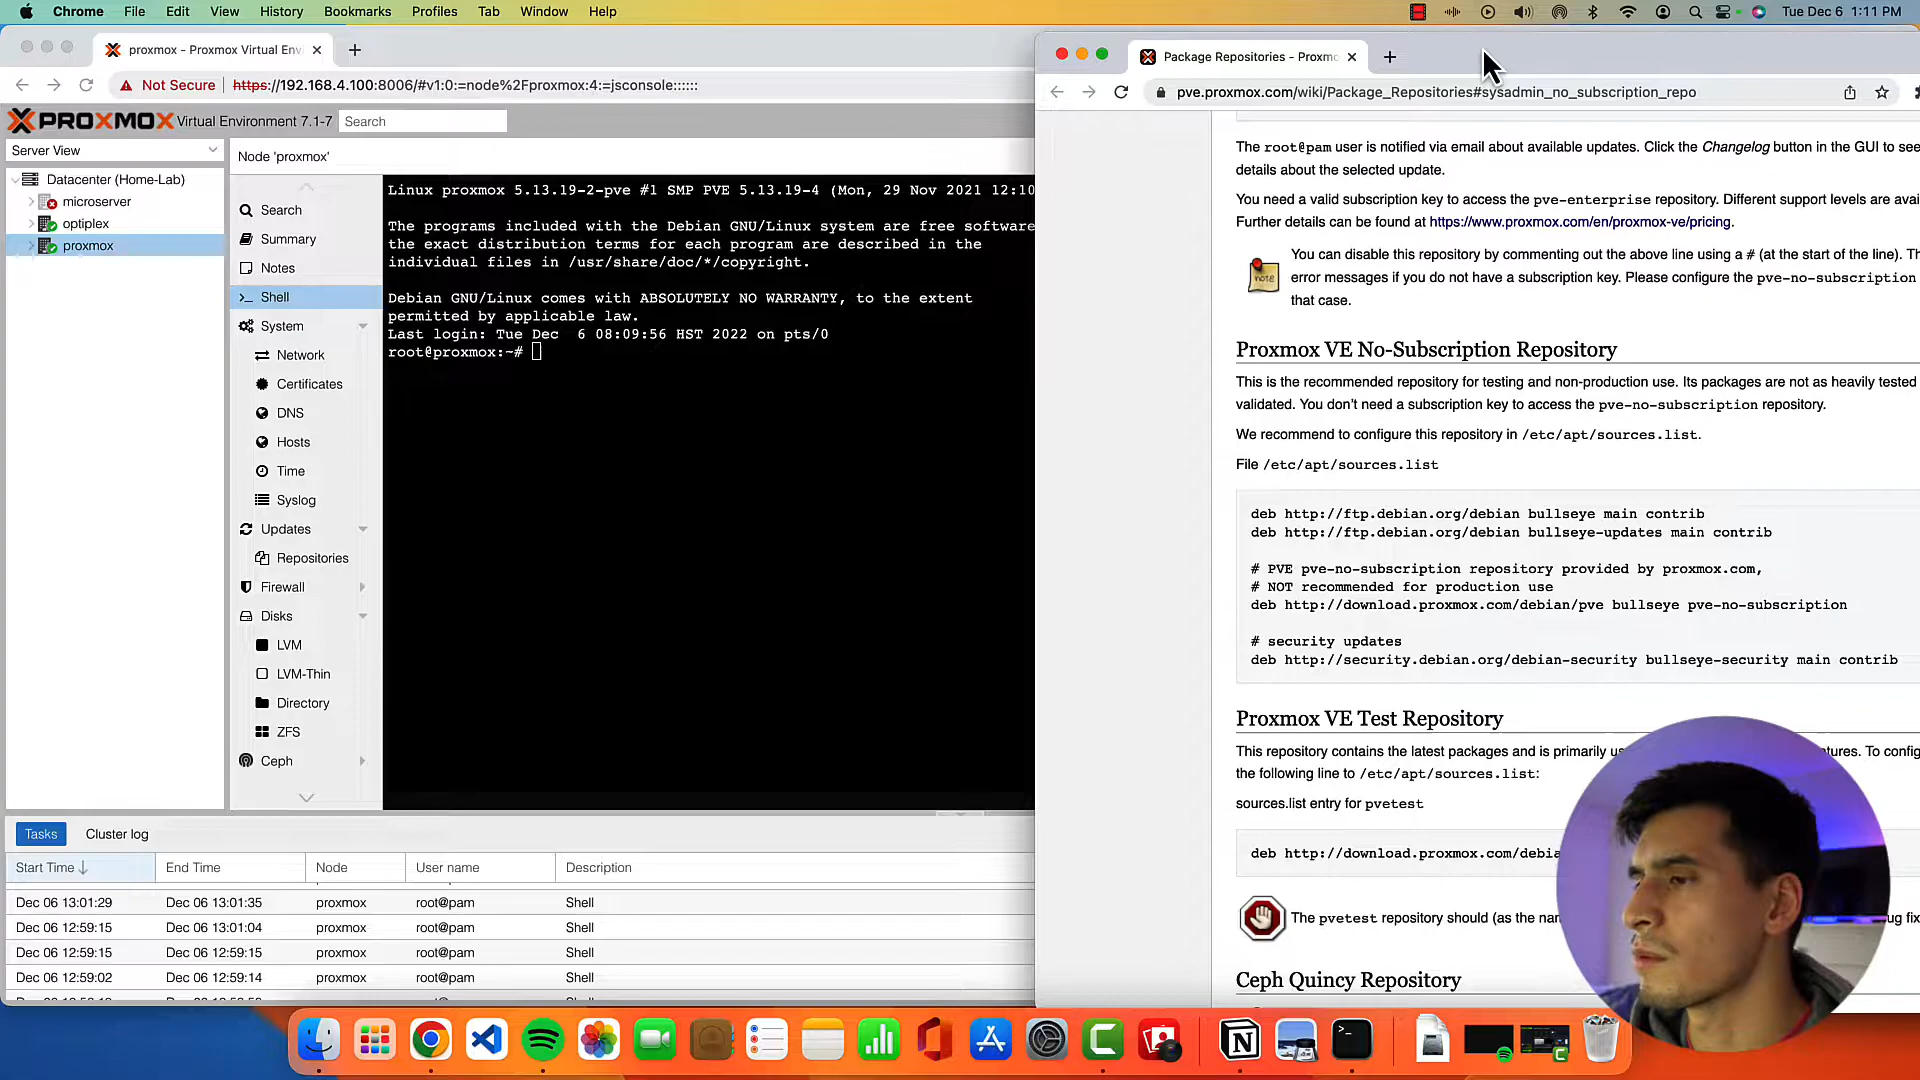 Chrome File Edit View History Bookmarks Profiles Tab Window Help
Tue Dec 6 1:11 PM
proxmox - Proxmox Virtual Envi
Not Secure https://192.168.4.100:8006/#v1:0:=node%2Fproxmox:4:=jsconsole::::::
PROXMOX Virtual Environment 7.1-7 Search
Server View
Datacenter (Home-Lab)
microserver
optiplex
proxmox
Node 'proxmox'
Search
Summary
Notes
Shell
System
Network
Certificates
DNS
Hosts
Time
Syslog
Updates
Repositories
Firewall
Disks
LVM
LVM-Thin
Directory
ZFS
Ceph
Linux proxmox 5.13.19-2-pve #1 SMP PVE 5.13.19-4 (Mon, 29 Nov 2021 12:10
The programs included with the Debian GNU/Linux system are free software
the exact distribution terms for each program are described in the
individual files in /usr/share/doc/*/copyright.
Debian GNU/Linux comes with ABSOLUTELY NO WARRANTY, to the extent
permitted by applicable law.
Last login: Tue Dec  6 08:09:56 HST 2022 on pts/0
root@proxmox:~#
Tasks Cluster log
Start Time End Time Node User name Description
Dec 06 13:01:29 Dec 06 13:01:35 proxmox root@pam Shell
Dec 06 12:59:15 Dec 06 13:01:04 proxmox root@pam Shell
Dec 06 12:59:15 Dec 06 12:59:15 proxmox root@pam Shell
Dec 06 12:59:02 Dec 06 12:59:14 proxmox root@pam Shell
Package Repositories - Proxmo
pve.proxmox.com/wiki/Package_Repositories#sysadmin_no_subscription_repo
The root@pam user is notified via email about available updates. Click the Changelog button in the GUI to see
details about the selected update.
You need a valid subscription key to access the pve-enterprise repository. Different support levels are avai
Further details can be found at https://www.proxmox.com/en/proxmox-ve/pricing.
note
You can disable this repository by commenting out the above line using a # (at the start of the line). Th
error messages if you do not have a subscription key. Please configure the pve-no-subscription
that case.
Proxmox VE No-Subscription Repository
This is the recommended repository for testing and non-production use. Its packages are not as heavily tested
validated. You don't need a subscription key to access the pve-no-subscription repository.
We recommend to configure this repository in /etc/apt/sources.list.
File /etc/apt/sources.list
deb http://ftp.debian.org/debian bullseye main contrib
deb http://ftp.debian.org/debian bullseye-updates main contrib
# PVE pve-no-subscription repository provided by proxmox.com,
# NOT recommended for production use
deb http://download.proxmox.com/debian/pve bullseye pve-no-subscription
# security updates
deb http://security.debian.org/debian-security bullseye-security main contrib
Proxmox VE Test Repository
This repository contains the latest packages and is primarily us atures. To config
the following line to /etc/apt/sources.list:
sources.list entry for pvetest
deb http://download.proxmox.com/debia
The pvetest repository should (as the nam ug fix
Ceph Quincy Repository